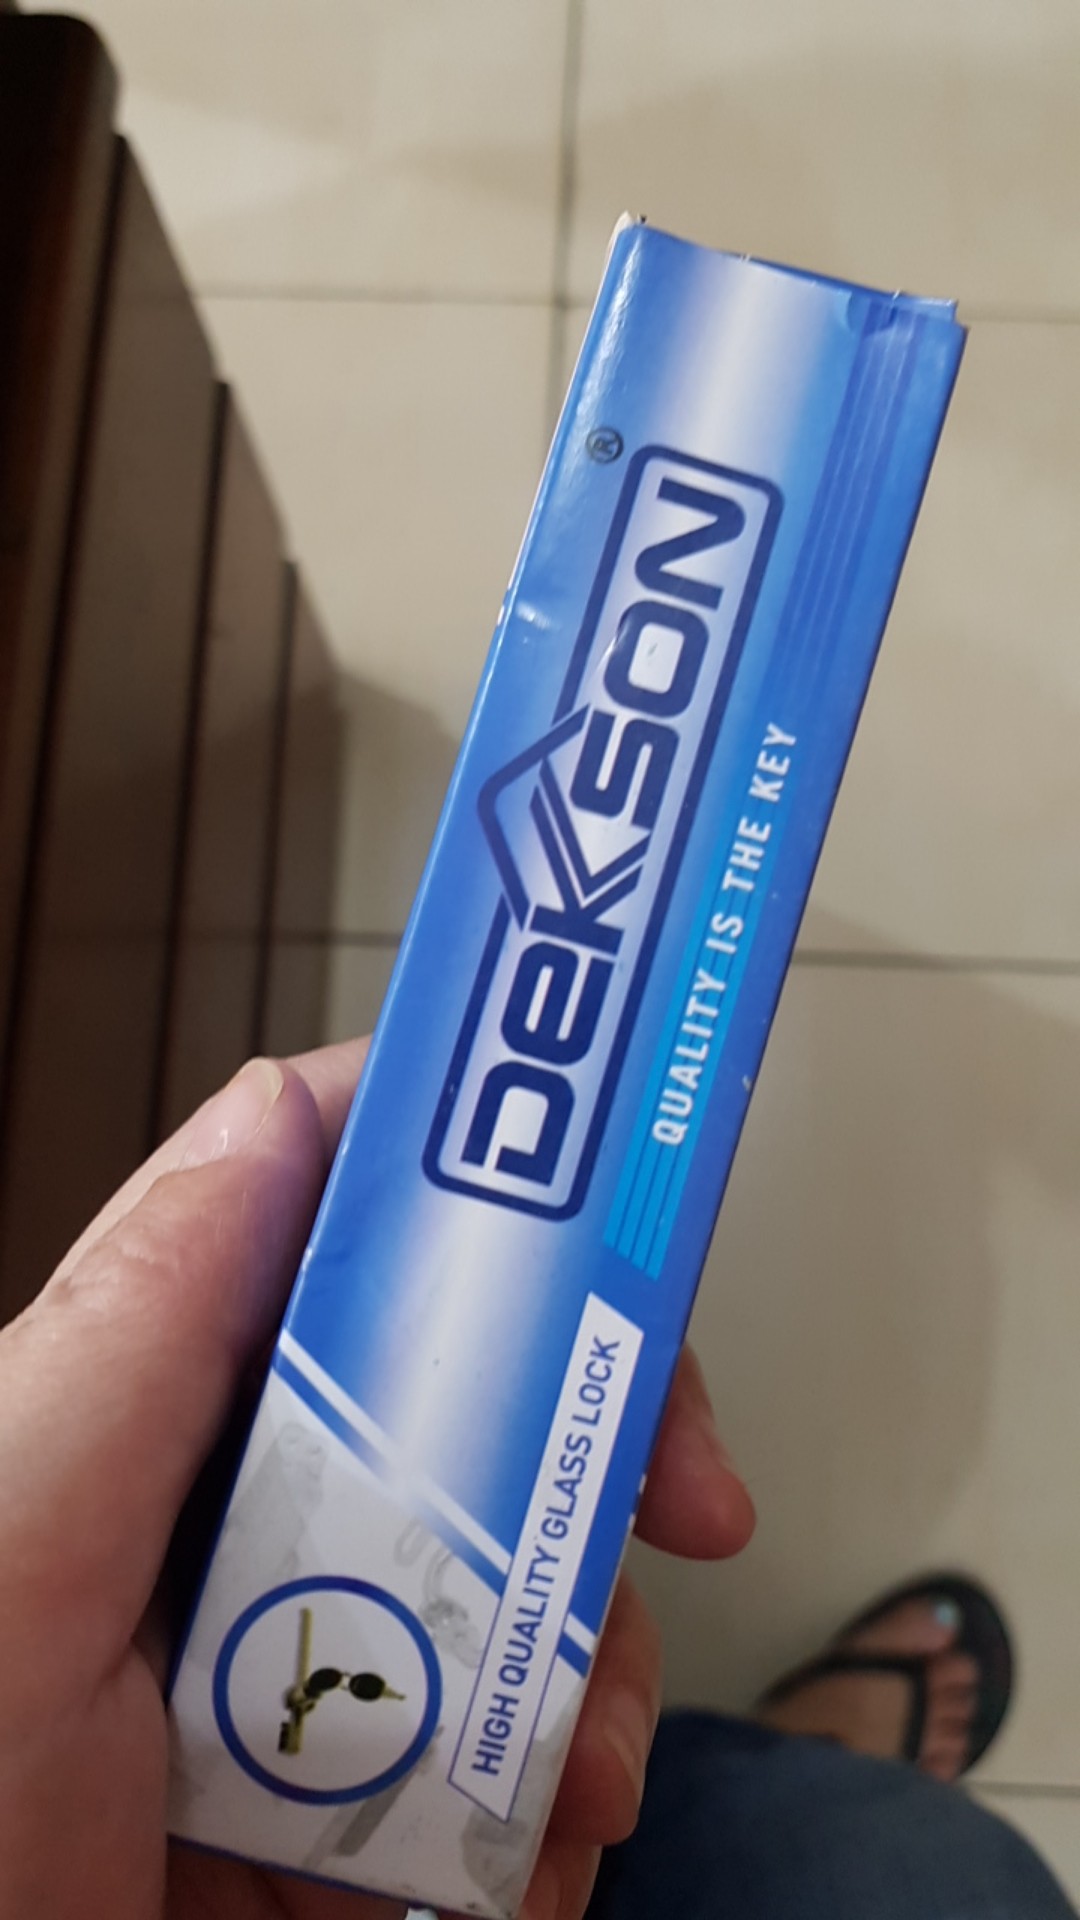 DEKSON®
QUALITY IS THE KEY
HIGH QUALITY GLASS LOCK